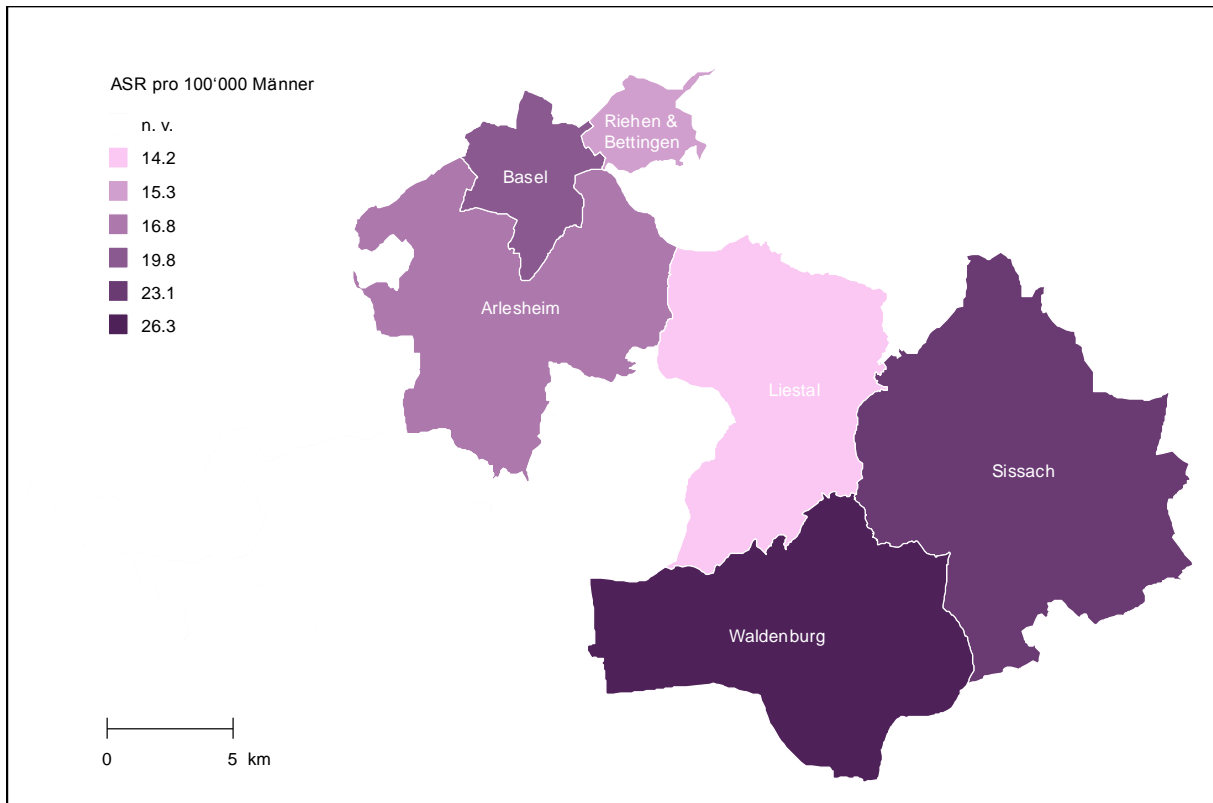 ASR pro 100‘000 Männer
n. v.
14.2
15.3
16.8
19.8
23.1
26.3
Riehen &
Bettingen
Basel
Arlesheim
Liestal
Sissach
Waldenburg
0 5 km